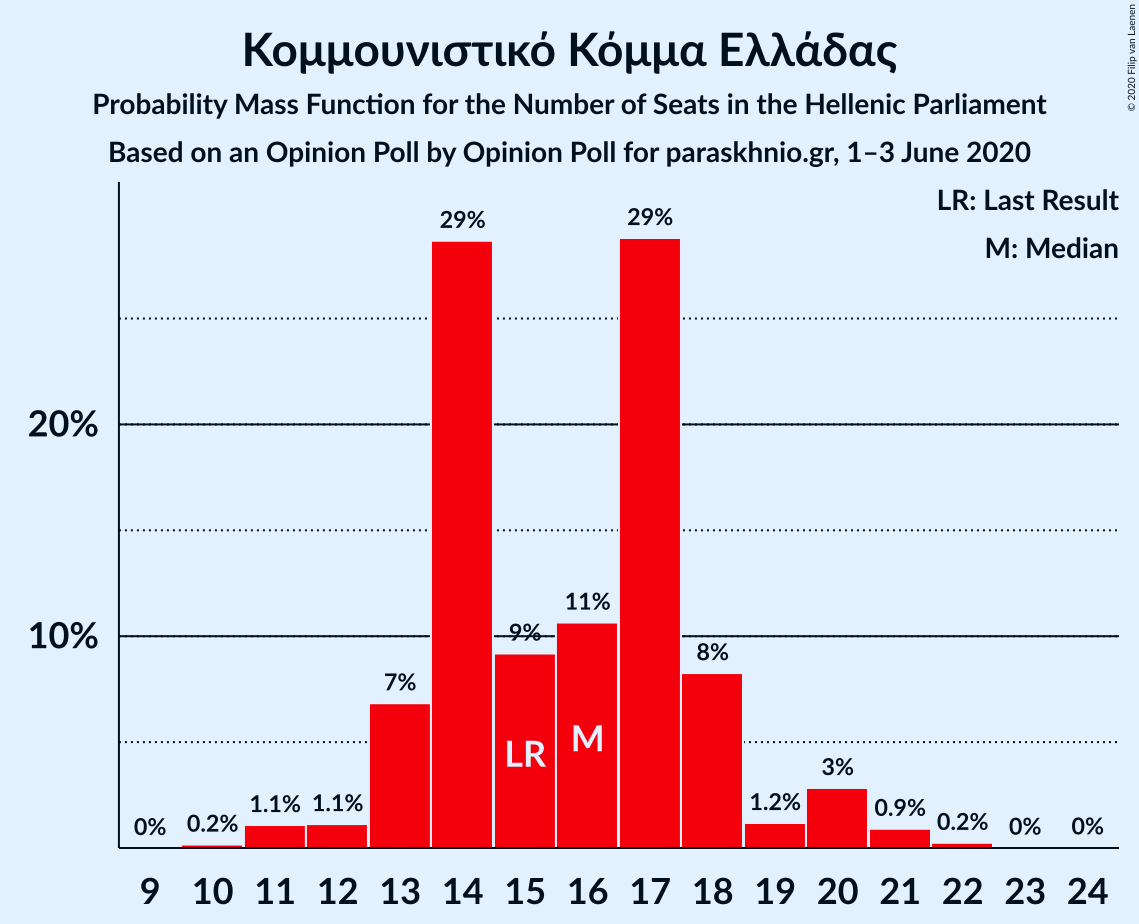 Κομμουνιστικό Κόμμα Ελλάδας
Probability Mass Function for the Number of Seats in the Hellenic Parliament
Based on an Opinion Poll by Opinion Poll for paraskhnio.gr, 1–3 June 2020
© 2020 Filip van Laenen
LR: Last Result
M: Median
20%
10%
0%
0.2%
1.1%
1.1%
7%
29%
9%
11%
29%
8%
1.2%
3%
0.9%
0.2%
0%
0%
LR
M
9 10 11 12 13 14 15 16 17 18 19 20 21 22 23 24